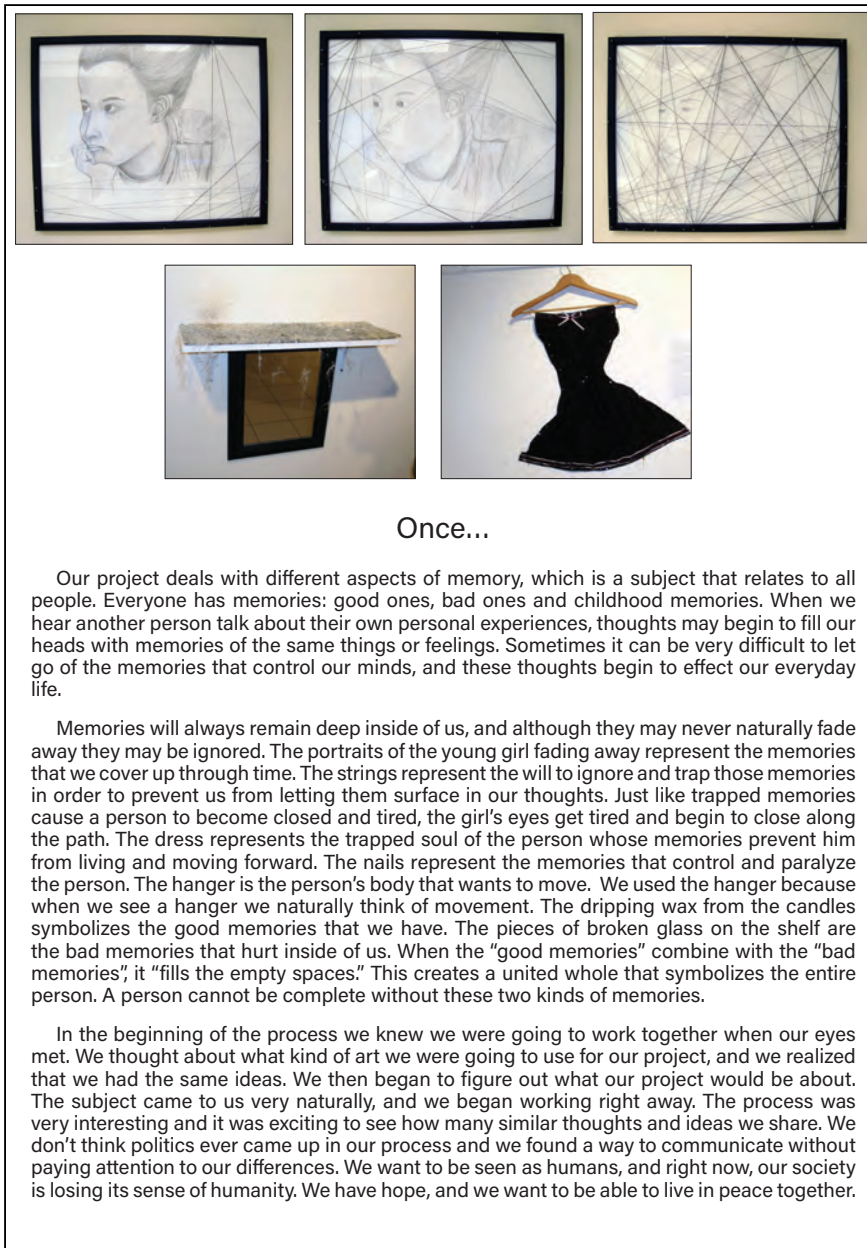 Once...
Our project deals with different aspects of memory, which is a subject that relates to all
people. Everyone has memories: good ones, bad ones and childhood memories. When we
hear another person talk about their own personal experiences, thoughts may begin to fill our
heads with memories of the same things or feelings. Sometimes it can be very difficult to let
go of the memories that control our minds, and these thoughts begin to effect our everyday
life.
Memories will always remain deep inside of us, and although they may never naturally fade
away they may be ignored. The portraits of the young girl fading away represent the memories
that we cover up through time. The strings represent the will to ignore and trap those memories
in order to prevent us from letting them surface in our thoughts. Just like trapped memories
cause a person to become closed and tired, the girl's eyes get tired and begin to close along
the path. The dress represents the trapped soul of the person whose memories prevent him
from living and moving forward. The nails represent the memories that control and paralyze
the person. The hanger is the person's body that wants to move.  We used the hanger because
when we see a hanger we naturally think of movement. The dripping wax from the candles
symbolizes the good memories that we have. The pieces of broken glass on the shelf are
the bad memories that hurt inside of us. When the “good memories” combine with the “bad
memories”, it “fills the empty spaces.” This creates a united whole that symbolizes the entire
person. A person cannot be complete without these two kinds of memories.
In the beginning of the process we knew we were going to work together when our eyes
met. We thought about what kind of art we were going to use for our project, and we realized
that we had the same ideas. We then began to figure out what our project would be about.
The subject came to us very naturally, and we began working right away. The process was
very interesting and it was exciting to see how many similar thoughts and ideas we share. We
don't think politics ever came up in our process and we found a way to communicate without
paying attention to our differences. We want to be seen as humans, and right now, our society
is losing its sense of humanity. We have hope, and we want to be able to live in peace together.